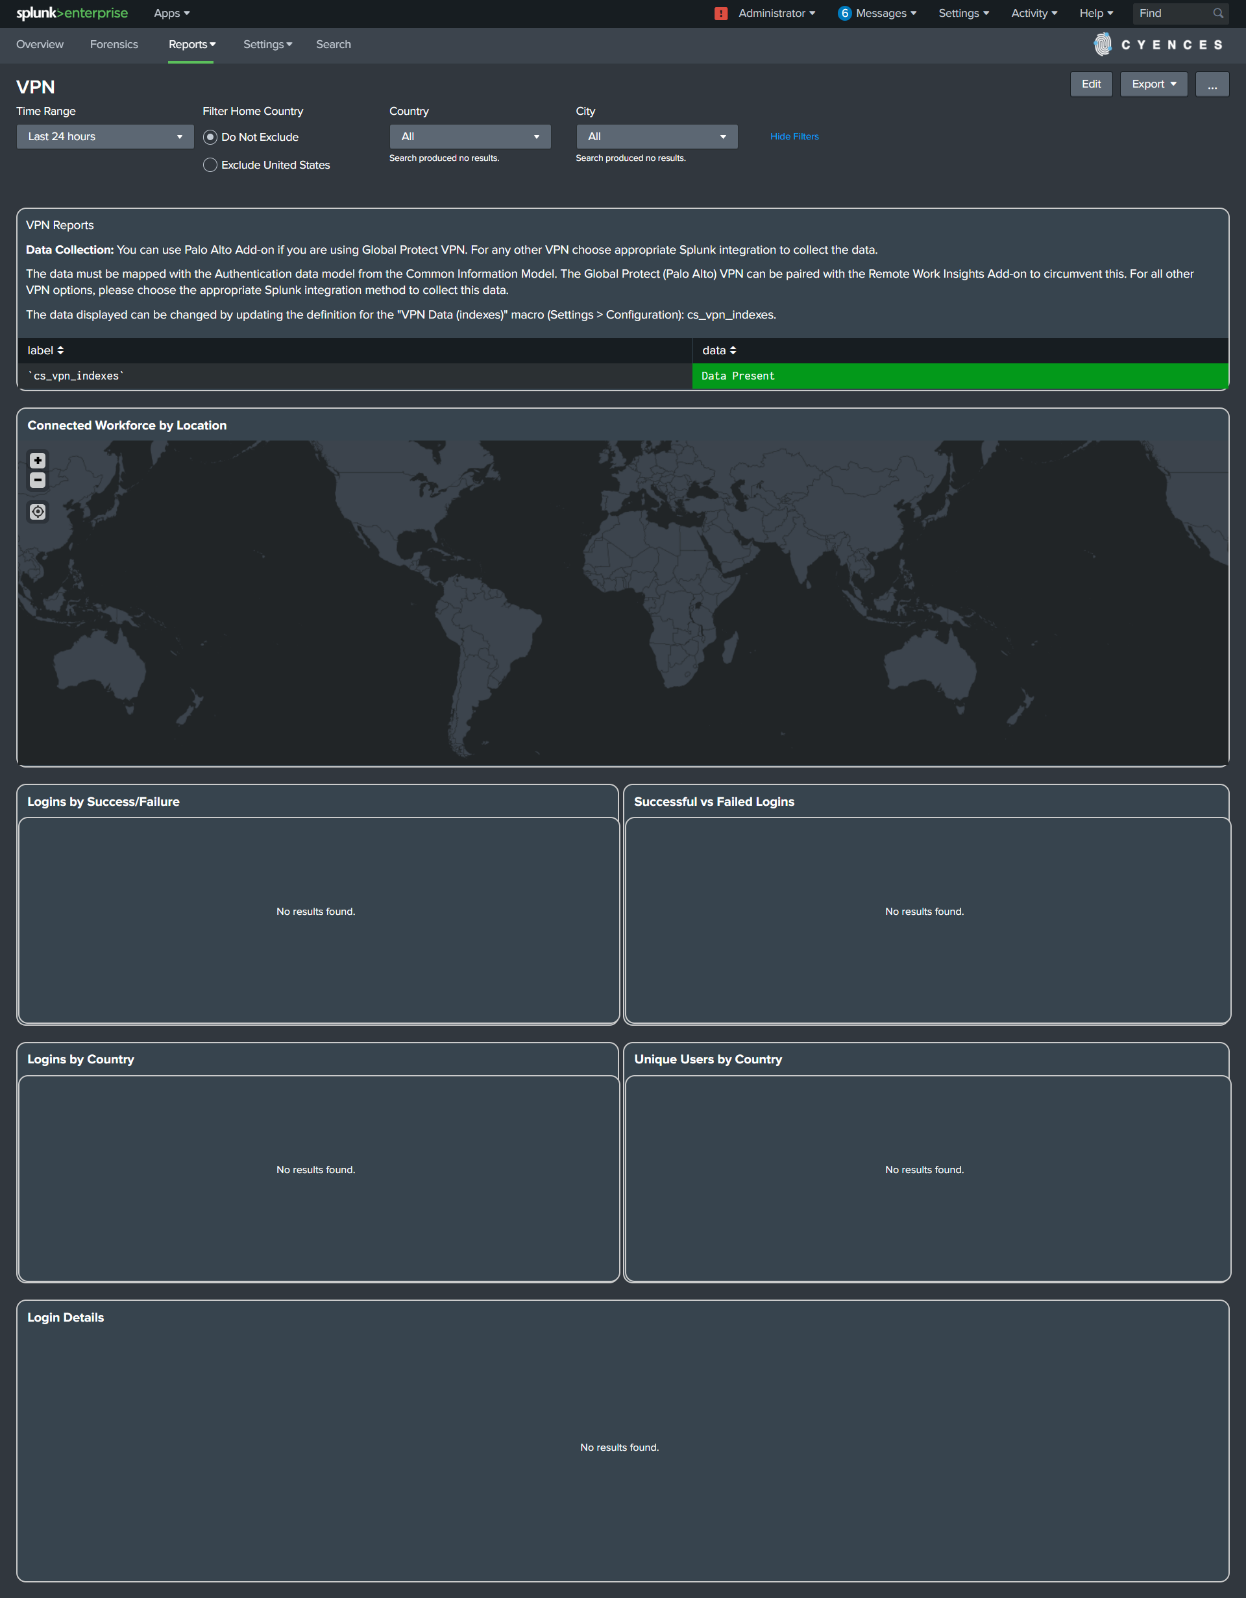 splunk>enterprise Apps Administrator 6 Messages Settings Activity Help Find
Overview Forensics Reports Settings Search CYENCES
VPN Edit Export ...
Time Range Filter Home Country Country City
Last 24 hours Do Not Exclude All All Hide Filters
Search produced no results. Search produced no results.
Exclude United States
VPN Reports
Data Collection: You can use Palo Alto Add-on if you are using Global Protect VPN. For any other VPN choose appropriate Splunk integration to collect the data.
The data must be mapped with the Authentication data model from the Common Information Model. The Global Protect (Palo Alto) VPN can be paired with the Remote Work Insights Add-on to circumvent this. For all other
VPN options, please choose the appropriate Splunk integration method to collect this data.
The data displayed can be changed by updating the definition for the "VPN Data (indexes)" macro (Settings > Configuration): cs_vpn_indexes.
label data
`cs_vpn_indexes` Data Present
Connected Workforce by Location
Logins by Success/Failure Successful vs Failed Logins
No results found. No results found.
Logins by Country Unique Users by Country
No results found. No results found.
Login Details
No results found.